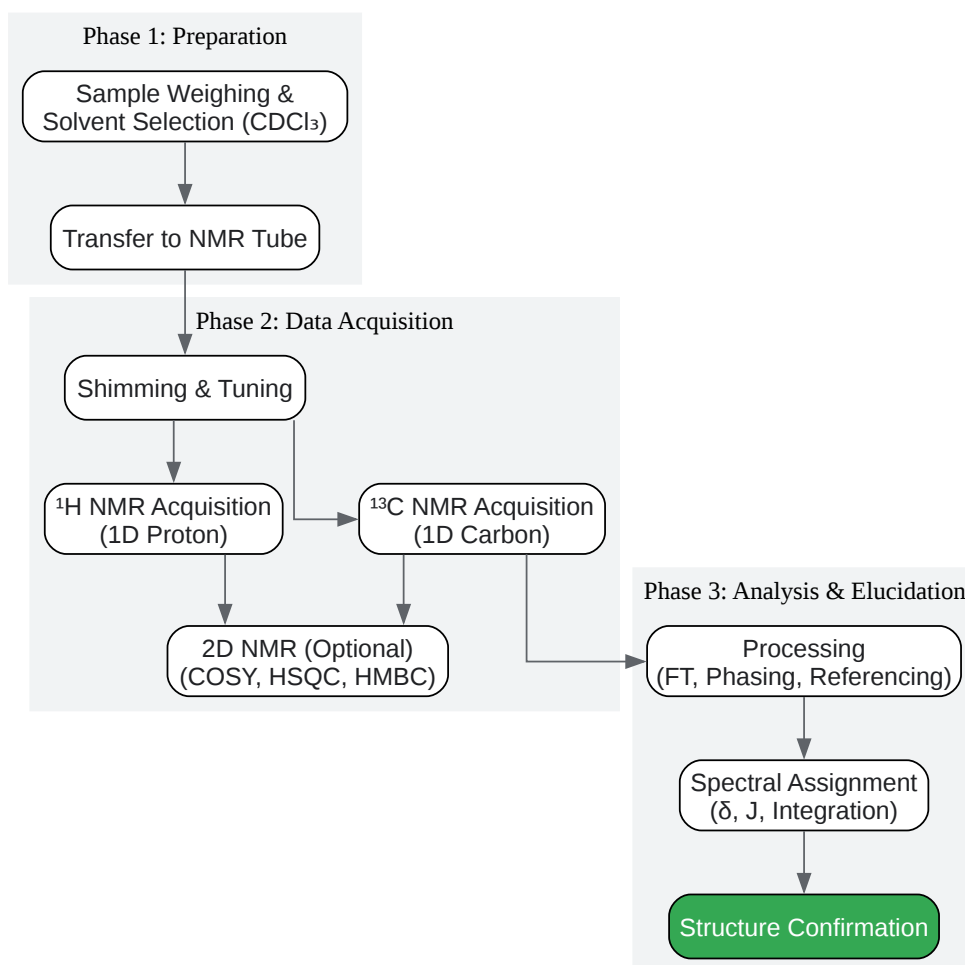 Phase 1: Preparation
Sample Weighing &
Solvent Selection (CDCl₃)
Transfer to NMR Tube
Phase 2: Data Acquisition
Shimming & Tuning
¹H NMR Acquisition
(1D Proton)
¹³C NMR Acquisition
(1D Carbon)
2D NMR (Optional)
(COSY, HSQC, HMBC)
Phase 3: Analysis & Elucidation
Processing
(FT, Phasing, Referencing)
Spectral Assignment
(δ, J, Integration)
Structure Confirmation